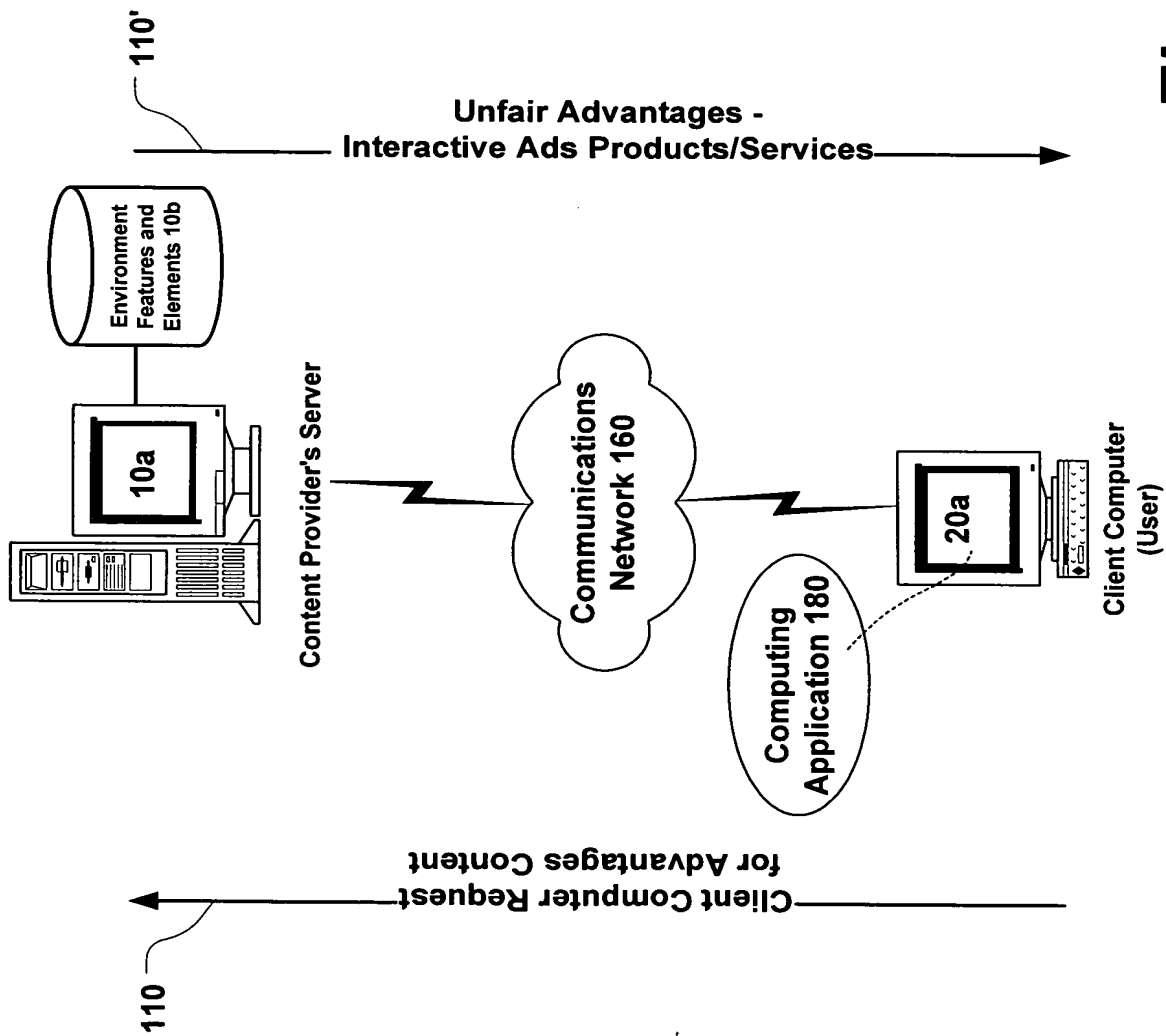 110'
Unfair Advantages -
Interactive Ads Products/Services
Environment
Features and
Elements 10b
10a
Content Provider's Server
Communications
Network 160
Computing
Application 180
20a
Client Computer
(User)
Client Computer Request
for Advantages Content
110